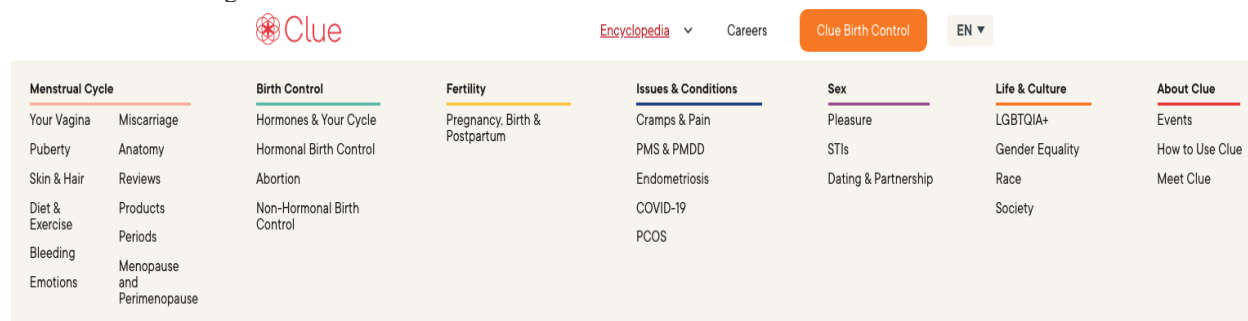 Clue
Encyclopedia
Careers
Clue Birth Control
EN
Menstrual Cycle
Your Vagina
Puberty
Skin & Hair
Diet &
Exercise
Bleeding
Emotions
Miscarriage
Anatomy
Reviews
Products
Periods
Menopause
and
Perimenopause
Birth Control
Hormones & Your Cycle
Hormonal Birth Control
Abortion
Non-Hormonal Birth
Control
Fertility
Pregnancy, Birth &
Postpartum
Issues & Conditions
Cramps & Pain
PMS & PMDD
Endometriosis
COVID-19
PCOS
Sex
Pleasure
STIs
Dating & Partnership
Life & Culture
LGBTQIA+
Gender Equality
Race
Society
About Clue
Events
How to Use Clue
Meet Clue